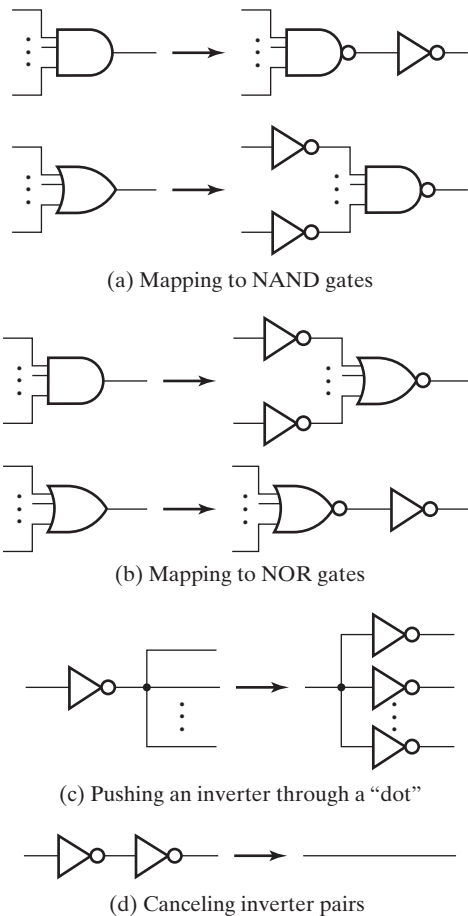 (a) Mapping to NAND gates
(b) Mapping to NOR gates
(c) Pushing an inverter through a “dot”
(d) Canceling inverter pairs